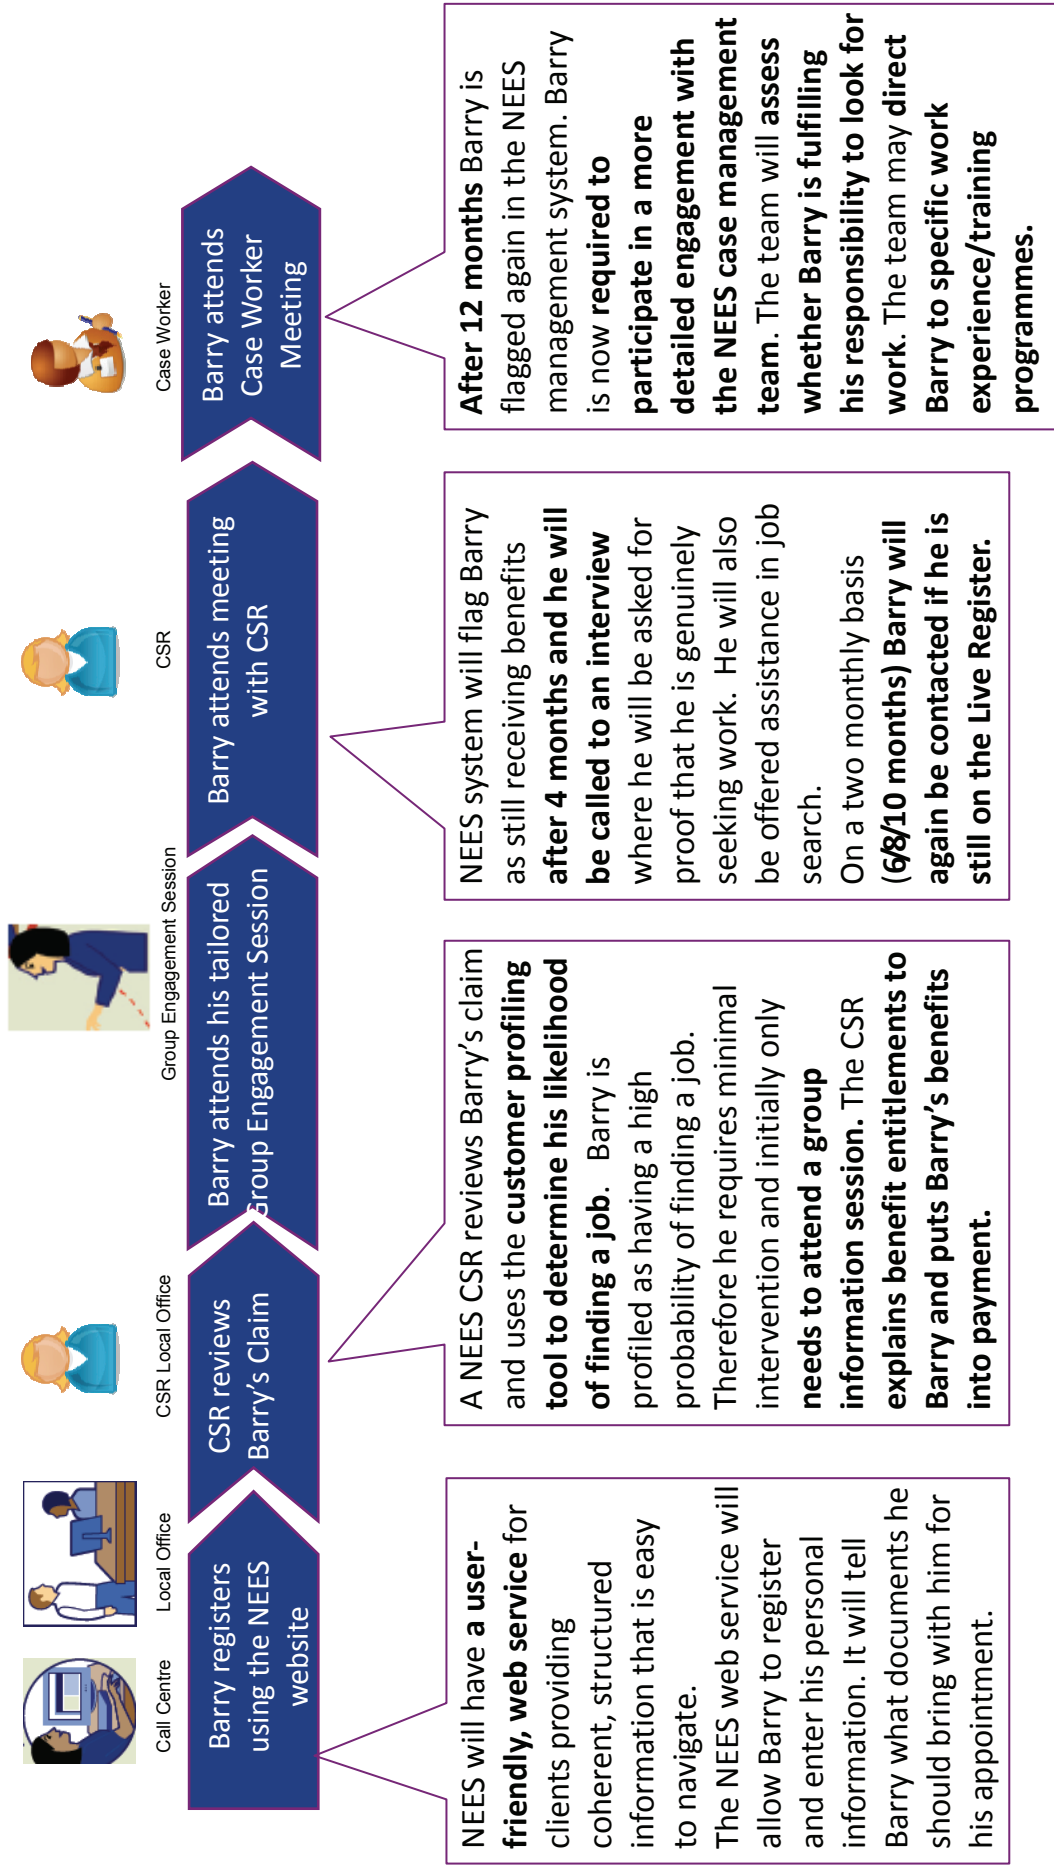 Call Centre
Local Office
CSR Local Office
Group Engagement Session
CSR
Case Worker
Barry registers
using the NEES
website
CSR reviews
Barry's Claim
Barry attends his tailored
Group Engagement Session
Barry attends meeting
with CSR
Barry attends
Case Worker
Meeting
NEES will have a user-
friendly, web service for
clients providing
coherent, structured
information that is easy
to navigate.
The NEES web service will
allow Barry to register
and enter his personal
information. It will tell
Barry what documents he
should bring with him for
his appointment.
A NEES CSR reviews Barry's claim
and uses the customer profiling
tool to determine his likelihood
of finding a job. Barry is
profiled as having a high
probability of finding a job.
Therefore he requires minimal
intervention and initially only
needs to attend a group
information session. The CSR
explains benefit entitlements to
Barry and puts Barry's benefits
into payment.
NEES system will flag Barry
as still receiving benefits
after 4 months and he will
be called to an interview
where he will be asked for
proof that he is genuinely
seeking work. He will also
be offered assistance in job
search.
On a two monthly basis
(6/8/10 months) Barry will
again be contacted if he is
still on the Live Register.
After 12 months Barry is
flagged again in the NEES
management system. Barry
is now required to
participate in a more
detailed engagement with
the NEES case management
team. The team will assess
whether Barry is fulfilling
his responsibility to look for
work. The team may direct
Barry to specific work
experience/training
programmes.